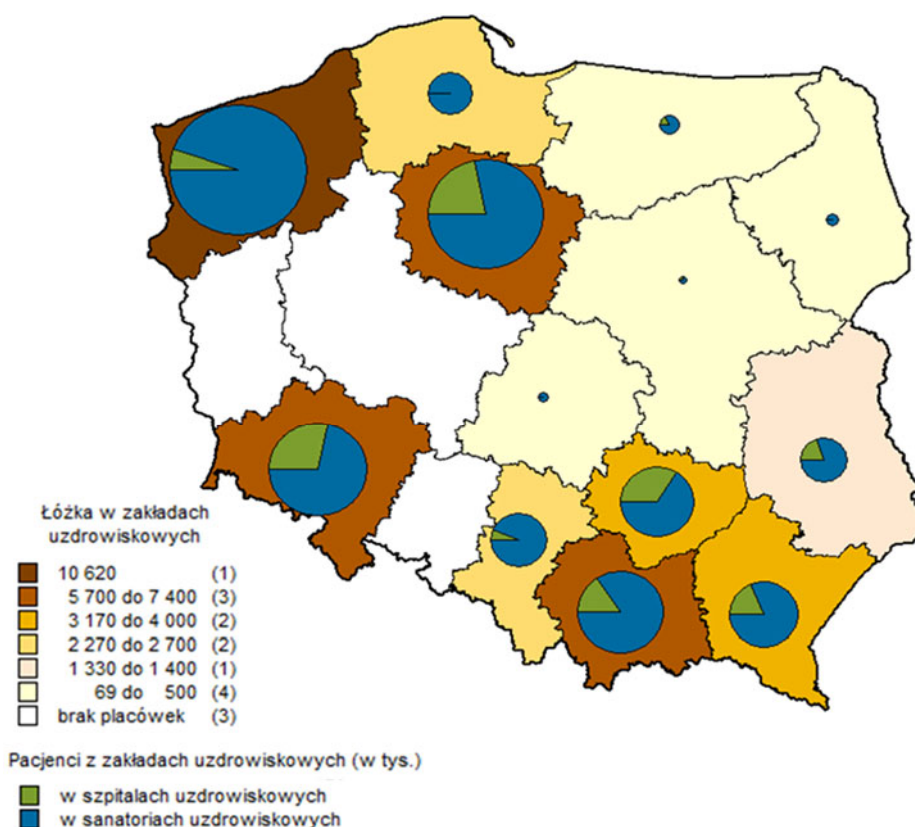 Łóżka w zakładach
uzdrowiskowych
10 620 (1)
5 700 do 7 400 (3)
3 170 do 4 000 (2)
2 270 do 2 700 (2)
1 330 do 1 400 (1)
69 do 500 (4)
brak placówek (3)
Pacjenci z zakładach uzdrowiskowych (w tys.)
w szpitalach uzdrowiskowych
w sanatoriach uzdrowiskowych